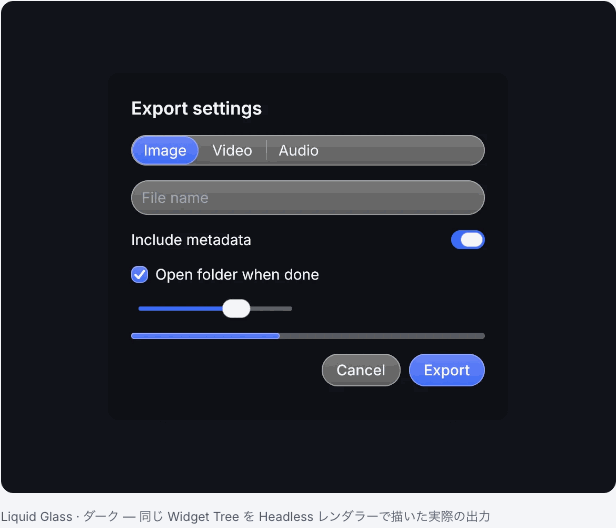 Export settings
Image Video Audio
File name
Include metadata
Open folder when done
Cancel Export
Liquid Glass · ダーク — 同じ Widget Tree を Headless レンダラーで描いた実際の出力